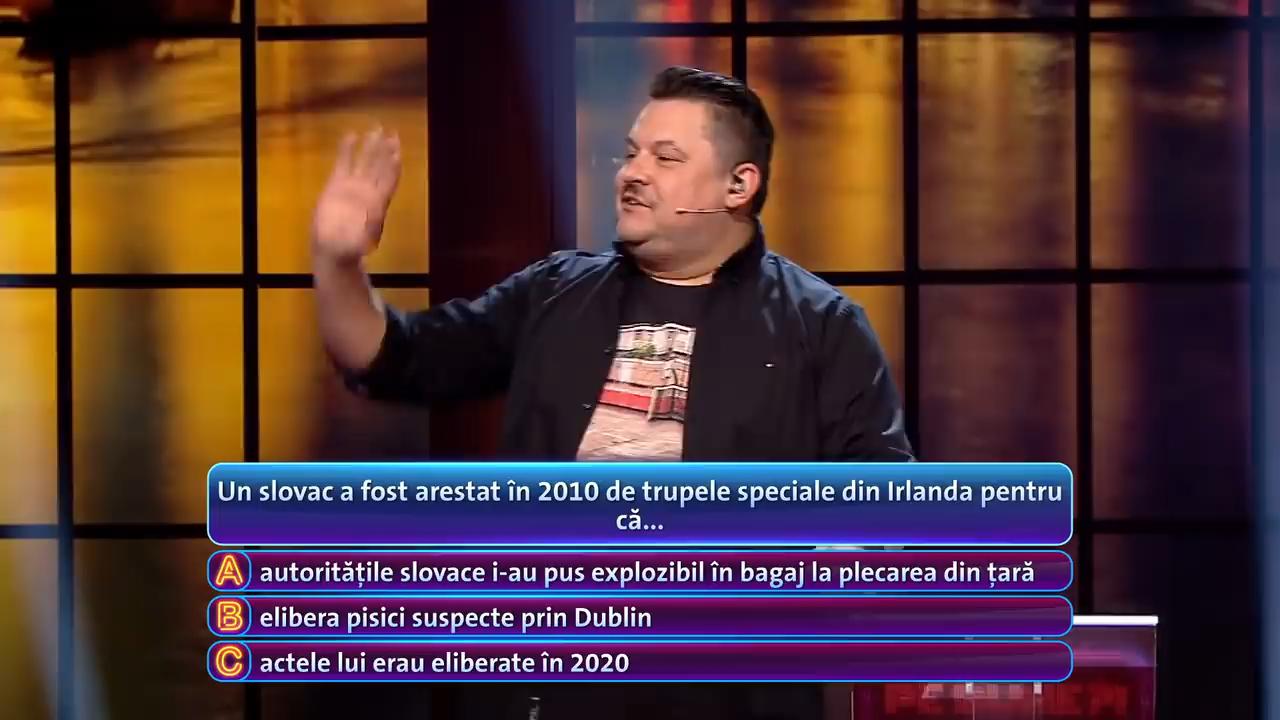 Un slovac a fost arestat în 2010 de trupele speciale din Irlanda pentru
că...
A autoritățile slovace i-au pus explozibil în bagaj la plecarea din țară
B elibera pisici suspecte prin Dublin
C actele lui erau eliberate în 2020